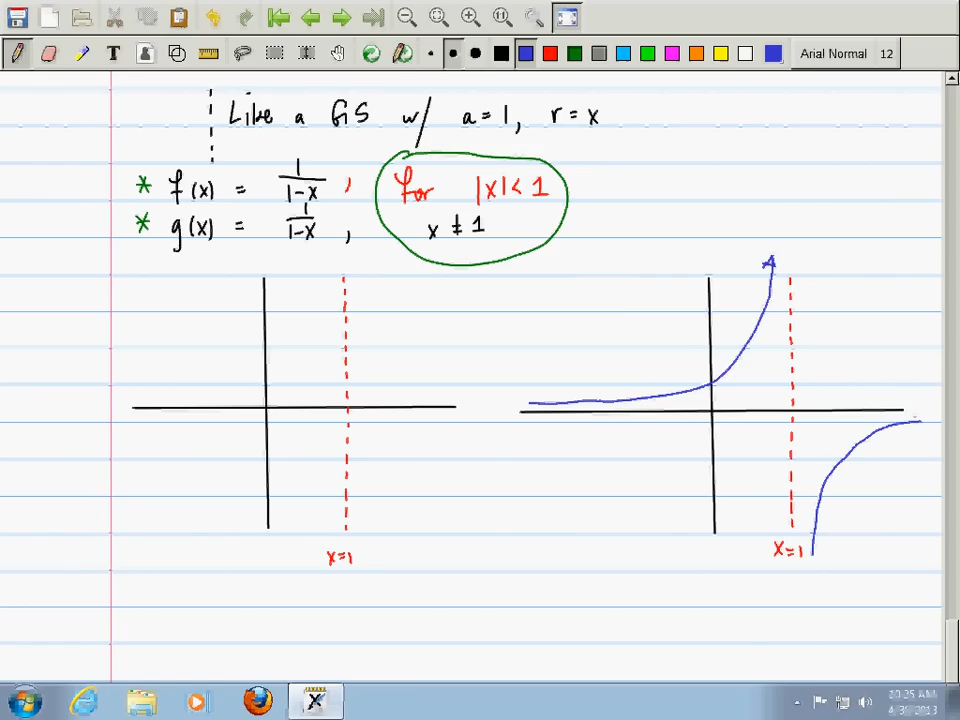 T
Arial Normal 12
Like a GS w/ a = 1, r = x
* f(x) = 1/(1-x), for |x| < 1
* g(x) = 1/(1-x), x ≠ 1
x=1
x=1